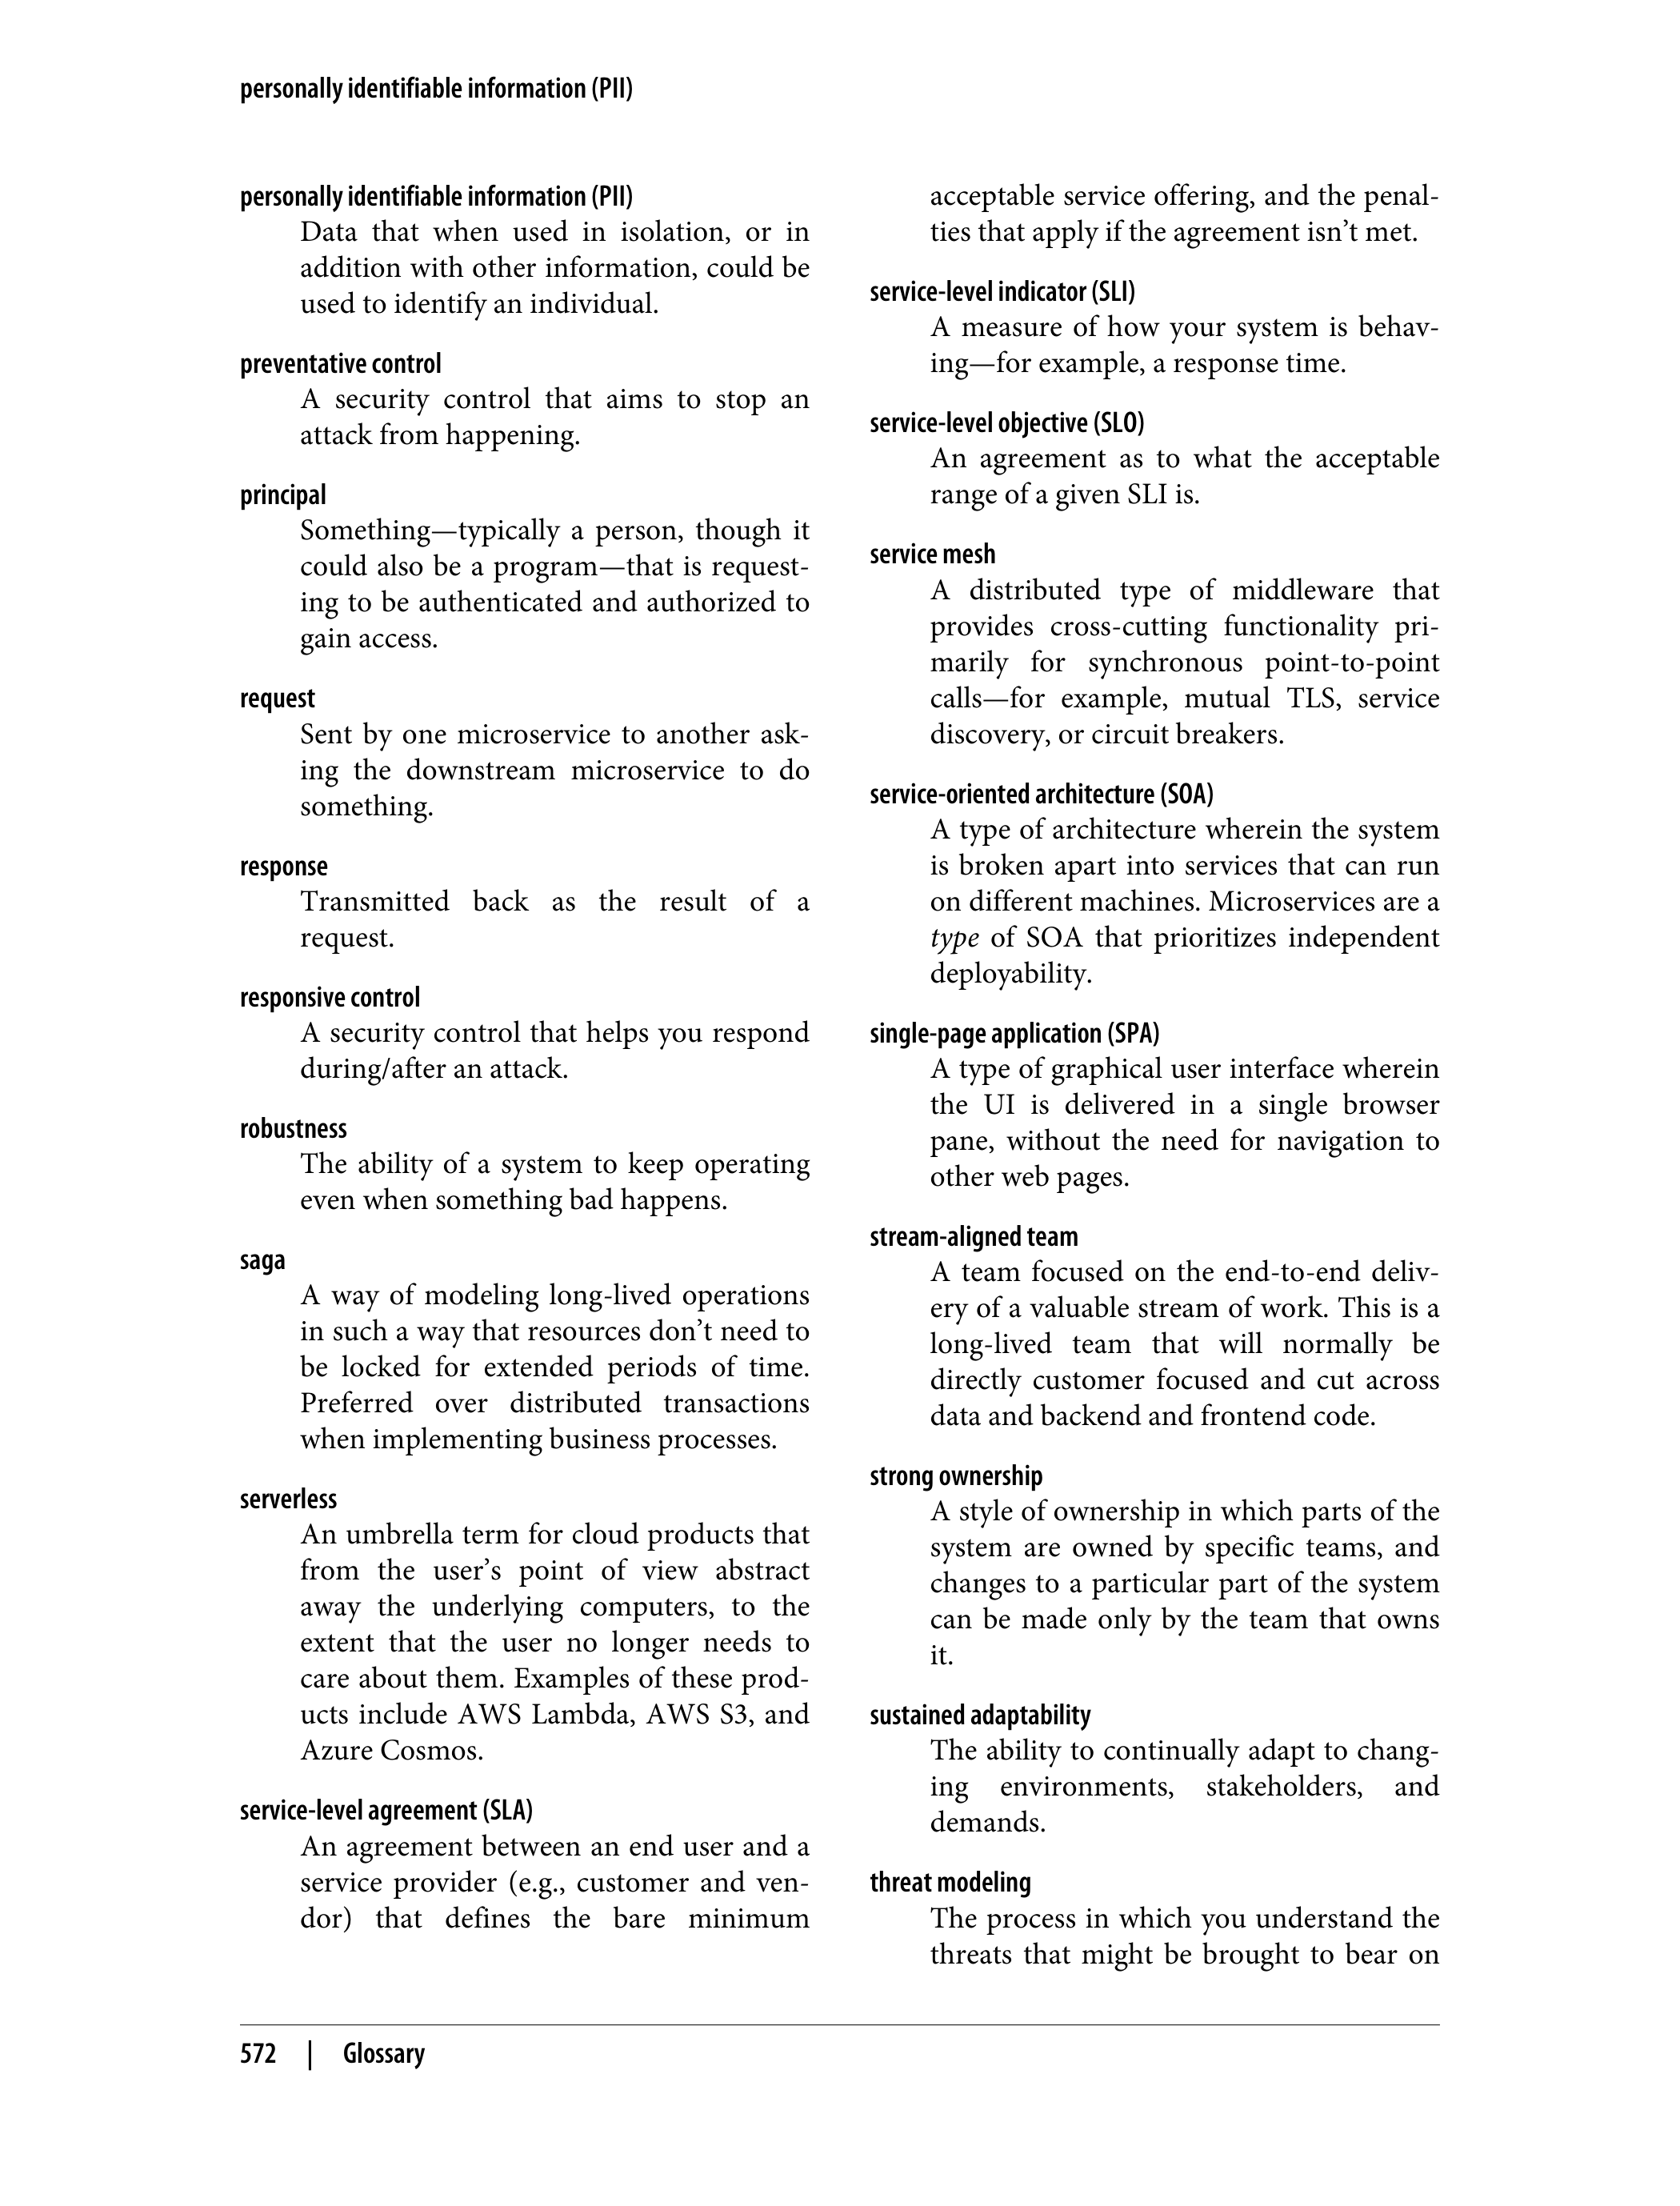 personally identifiable information (PII)
personally identifiable information (PII)
Data that when used in isolation, or in
addition with other information, could be
used to identify an individual.
preventative control
A security control that aims to stop an
attack from happening.
principal
Something—typically a person, though it
could also be a program—that is request-
ing to be authenticated and authorized to
gain access.
request
Sent by one microservice to another ask-
ing the downstream microservice to do
something.
response
Transmitted back as the result of a
request.
responsive control
A security control that helps you respond
during/after an attack.
robustness
The ability of a system to keep operating
even when something bad happens.
saga
A way of modeling long-lived operations
in such a way that resources don’t need to
be locked for extended periods of time.
Preferred over distributed transactions
when implementing business processes.
serverless
An umbrella term for cloud products that
from the user’s point of view abstract
away the underlying computers, to the
extent that the user no longer needs to
care about them. Examples of these prod-
ucts include AWS Lambda, AWS S3, and
Azure Cosmos.
service-level agreement (SLA)
An agreement between an end user and a
service provider (e.g., customer and ven-
dor) that defines the bare minimum
acceptable service offering, and the penal-
ties that apply if the agreement isn’t met.
service-level indicator (SLI)
A measure of how your system is behav-
ing—for example, a response time.
service-level objective (SLO)
An agreement as to what the acceptable
range of a given SLI is.
service mesh
A distributed type of middleware that
provides cross-cutting functionality pri-
marily for synchronous point-to-point
calls—for example, mutual TLS, service
discovery, or circuit breakers.
service-oriented architecture (SOA)
A type of architecture wherein the system
is broken apart into services that can run
on different machines. Microservices are a
type of SOA that prioritizes independent
deployability.
single-page application (SPA)
A type of graphical user interface wherein
the UI is delivered in a single browser
pane, without the need for navigation to
other web pages.
stream-aligned team
A team focused on the end-to-end deliv-
ery of a valuable stream of work. This is a
long-lived team that will normally be
directly customer focused and cut across
data and backend and frontend code.
strong ownership
A style of ownership in which parts of the
system are owned by specific teams, and
changes to a particular part of the system
can be made only by the team that owns
it.
sustained adaptability
The ability to continually adapt to chang-
ing environments, stakeholders, and
demands.
threat modeling
The process in which you understand the
threats that might be brought to bear on
572 | Glossary